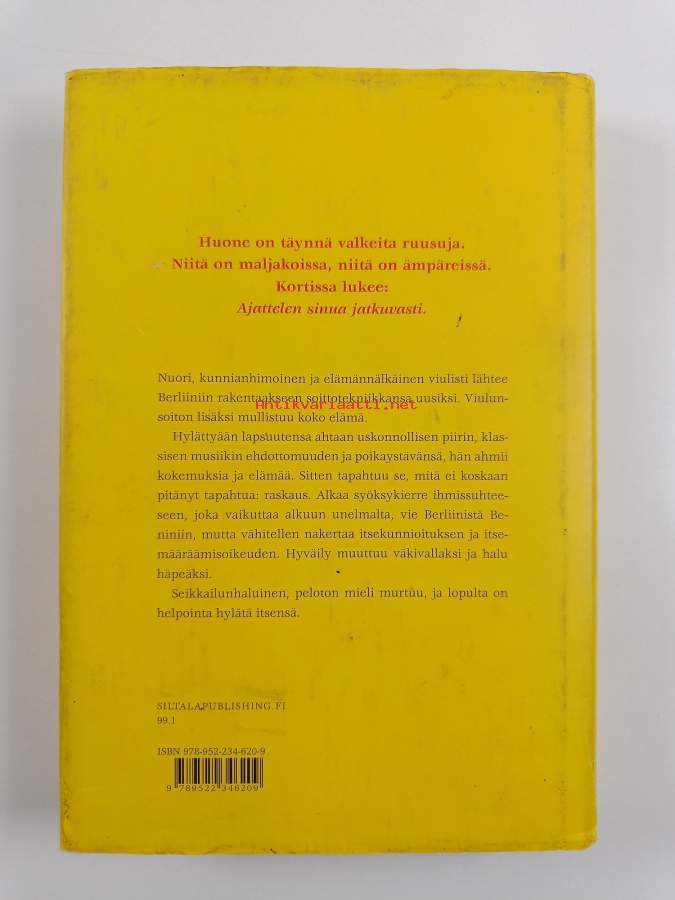 Huone on täynnä valkeita ruusuja.
Niitä on maljakoissa, niitä on ämpäreissä.
Kortissa lukee:
Ajattelen sinua jatkuvasti.
Nuori, kunnianhimoinen ja elämännälkäinen viulisti lähtee
Berliiniin rakentaakseen soittotekniikkansa uusiksi. Viulun-
Antikvariaatti.net
soiton lisäksi mullistuu koko elämä.
Hylättyään lapsuutensa ahtaan uskonnollisen piirin, klas-
sisen musiikin ehdottomuuden ja poikaystävänsä, hän ahmii
kokemuksia ja elämää. Sitten tapahtuu se, mitä ei koskaan
pitänyt tapahtua: raskaus. Alkaa syöksykierre ihmissuhtee-
seen, joka vaikuttaa alkuun unelmalta, vie Berliinistä Be-
niniin, mutta vähitellen nakertaa itsekunnioituksen ja itse-
määräämisoikeuden. Hyväily muuttuu väkivallaksi ja halu
häpeäksi.
Seikkailunhaluinen, peloton mieli murtuu, ja lopulta on
helpointa hylätä itsensä.
SILTALAPUBLISHING.FI
99.1
ISBN 978-952-234-620-9
9 789522 346209